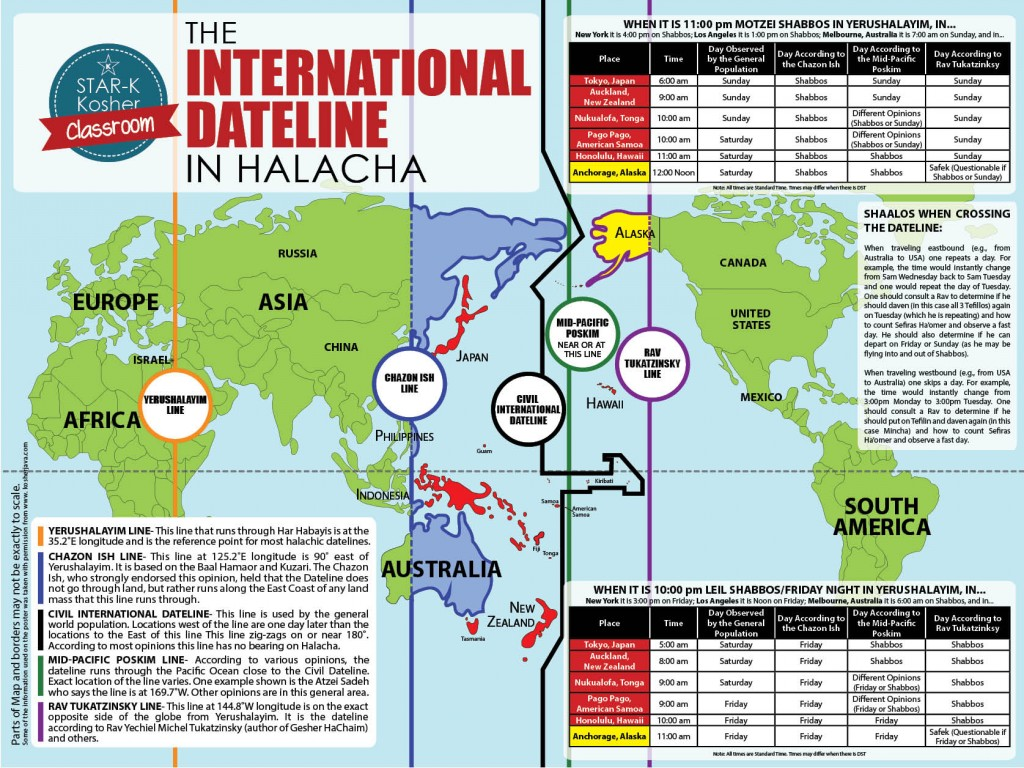 STAR-K
Kosher
Classroom
THE
INTERNATIONAL
DATELINE
IN HALACHA
WHEN IT IS 11:00 pm MOTZEI SHABBOS IN YERUSHALAYIM, IN...
New York it is 4:00 pm on Shabbos; Los Angeles it is 1:00 pm on Shabbos; Melbourne, Australia it is 7:00 am on Sunday, and in...
Place Time Day Observed by the General Population Day According to the Chazon Ish Day According to the Mid-Pacific Poskim Day According to Rav Tukatzinsky
Tokyo, Japan 6:00 am Sunday Shabbos Sunday Sunday
Auckland, New Zealand 9:00 am Sunday Shabbos Sunday Sunday
Nukualofa, Tonga 10:00 am Sunday Shabbos Different Opinions (Shabbos or Sunday) Sunday
Pago Pago, American Samoa 10:00 am Saturday Shabbos Different Opinions (Shabbos or Sunday) Sunday
Honolulu, Hawaii 11:00 am Saturday Shabbos Shabbos Sunday
Anchorage, Alaska 12:00 Noon Saturday Shabbos Shabbos Safek (Questionable if Shabbos or Sunday)
Note: All times are Standard Time. Times may differ when there is DST
SHAALOS WHEN CROSSING
THE DATELINE:
When traveling eastbound (e.g., from
Australia to USA) one repeats a day. For
example, the time would instantly change
from 5am Wednesday back to 5am Tuesday
and one would repeat the day of Tuesday.
One should consult a Rav to determine if he
should daven (in this case all 3 Tefillos) again
on Tuesday (which he is repeating) and how
to count Sefiras Ha'omer and observe a fast
day. He should also determine if he can
depart on Friday or Sunday (as he may be
flying into and out of Shabbos).
When traveling westbound (e.g., from USA
to Australia) one skips a day. For example,
the time would instantly change from
3:00pm Monday to 3:00pm Tuesday. One
should consult a Rav to determine if he
should put on Tefilin and daven again (in this
case Mincha) and how to count Sefiras
Ha'omer and observe a fast day.
ALASKA
RUSSIA
CANADA
EUROPE
ASIA
UNITED
STATES
CHINA
JAPAN
ISRAEL
MID-PACIFIC
POSKIM
NEAR OR AT
THIS LINE
RAV
TUKATZINSKY
LINE
CHAZON ISH
LINE
YERUSHALAYIM
LINE
CIVIL
INTERNATIONAL
DATELINE
HAWAII
MEXICO
AFRICA
PHILIPPINES
Guam
INDONESIA
Kiribati
Samoa
American
Samoa
SOUTH
AMERICA
Fiji
Tonga
AUSTRALIA
NEW
ZEALAND
Tasmania
Parts of Map and borders may not be exactly to scale.
Some of the information used on the poster was taken with permission from www. kosherjava.com
YERUSHALAYIM LINE- This line that runs through Har Habayis is at the
35.2°E longitude and is the reference point for most halachic datelines.
CHAZON ISH LINE- This line at 125.2°E longitude is 90° east of
Yerushalayim. It is based on the Baal Hamaor and Kuzari. The Chazon
Ish, who strongly endorsed this opinion, held that the Dateline does
not go through land, but rather runs along the East Coast of any land
mass that this line runs through.
CIVIL INTERNATIONAL DATELINE- This line is used by the general
world population. Locations west of the line are one day later than the
locations to the East of this line This line zig-zags on or near 180°.
According to most opinions this line has no bearing on Halacha.
MID-PACIFIC POSKIM LINE- According to various opinions, the
dateline runs through the Pacific Ocean close to the Civil Dateline.
Exact location of the line varies. One example shown is the Atzei Sadeh
who says the line is at 169.7°W. Other opinions are in this general area.
RAV TUKATZINSKY LINE- This line at 144.8°W longitude is on the exact
opposite side of the globe from Yerushalayim. It is the dateline
according to Rav Yechiel Michel Tukatzinsky (author of Gesher HaChaim)
and others.
WHEN IT IS 10:00 pm LEIL SHABBOS/FRIDAY NIGHT IN YERUSHALAYIM, IN...
New York it is 3:00 pm on Friday; Los Angeles it is Noon on Friday; Melbourne, Australia it is 6:00 am on Shabbos, and in...
Place Time Day Observed by the General Population Day According to the Chazon Ish Day According to the Mid-Pacific Poskim Day According to Rav Tukatzinsky
Tokyo, Japan 5:00 am Saturday Friday Shabbos Shabbos
Auckland, New Zealand 8:00 am Saturday Friday Shabbos Shabbos
Nukualofa, Tonga 9:00 am Saturday Friday Different Opinions (Friday or Shabbos) Shabbos
Pago Pago, American Samoa 9:00 am Friday Friday Different Opinions (Friday or Shabbos) Shabbos
Honolulu, Hawaii 10:00 am Friday Friday Friday Shabbos
Anchorage, Alaska 11:00 am Friday Friday Friday Safek (Questionable if Friday or Shabbos)
Note: All times are Standard Time. Times may differ when there is DST